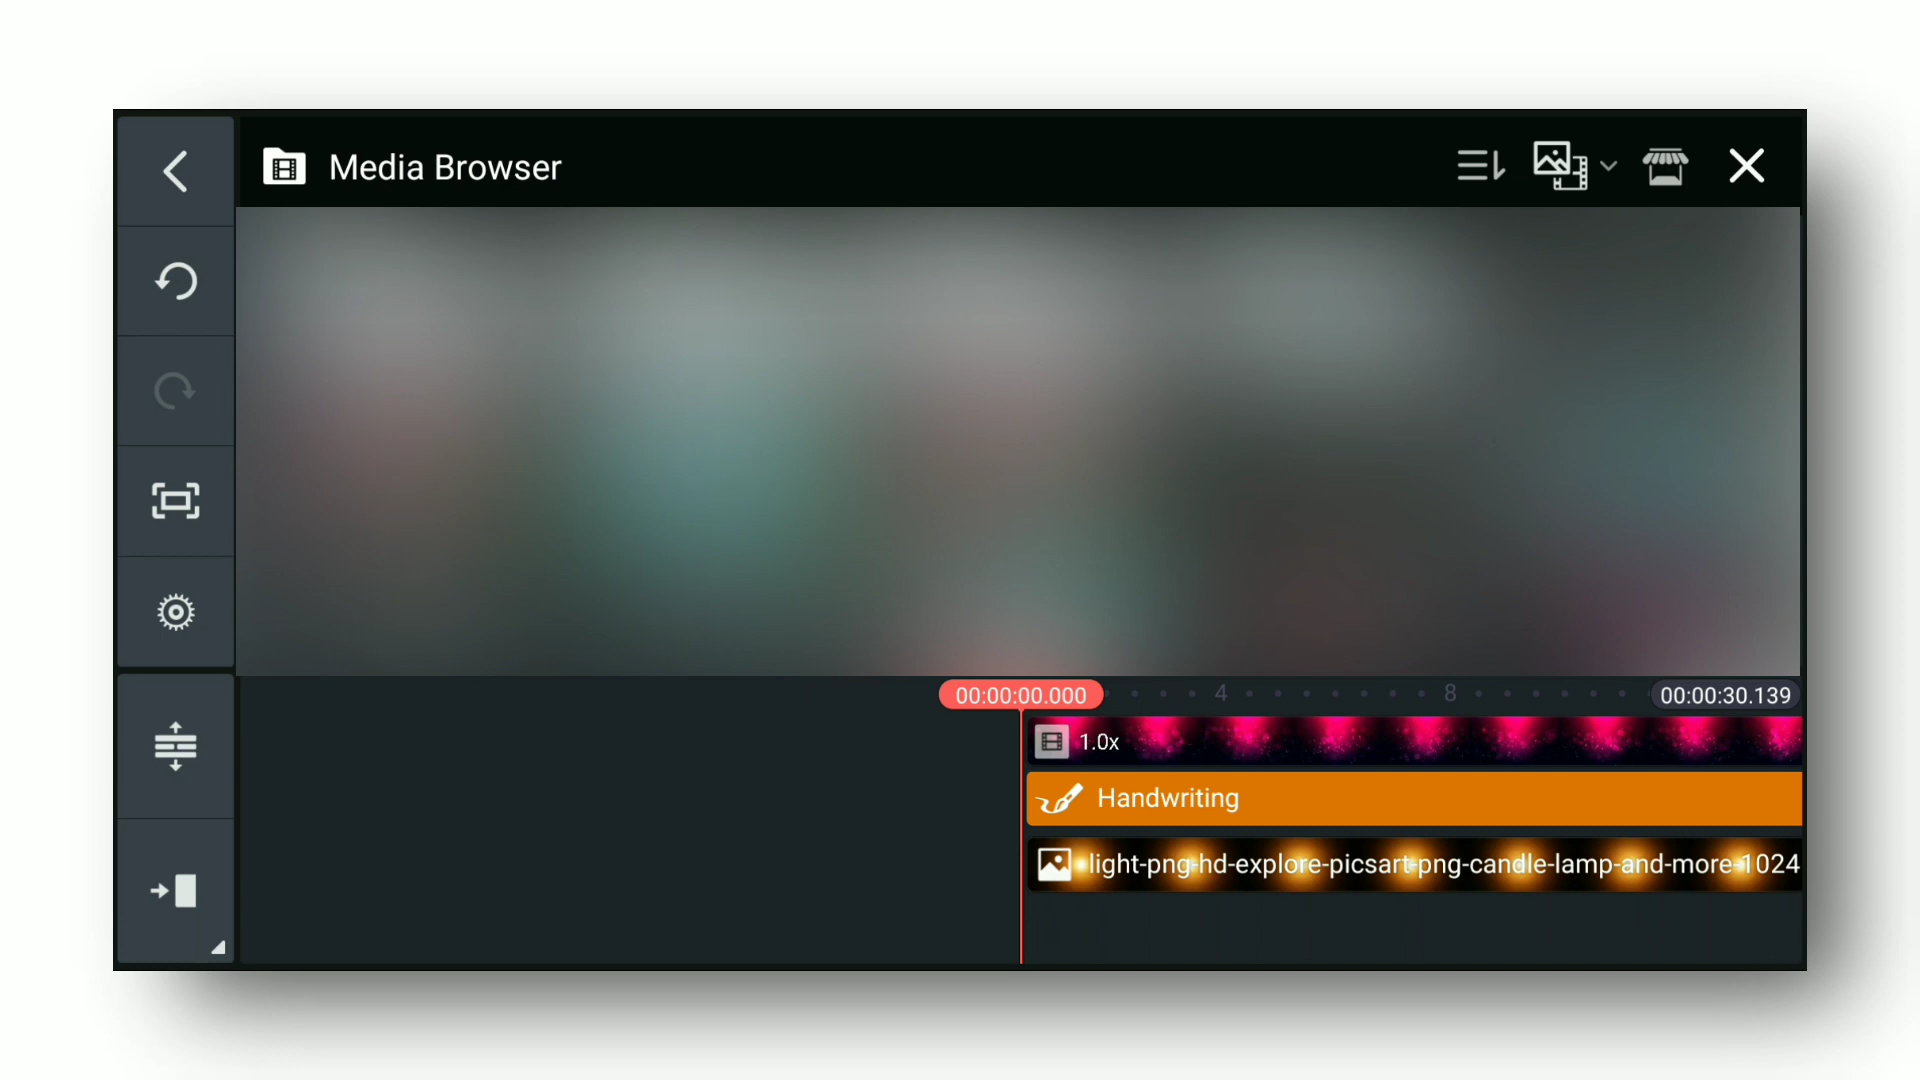 Media Browser
00:00:00.000
4
8
00:00:30.139
1.0x
Handwriting
light-png-hd-explore-picsart-png-candle-lamp-and-more-1024